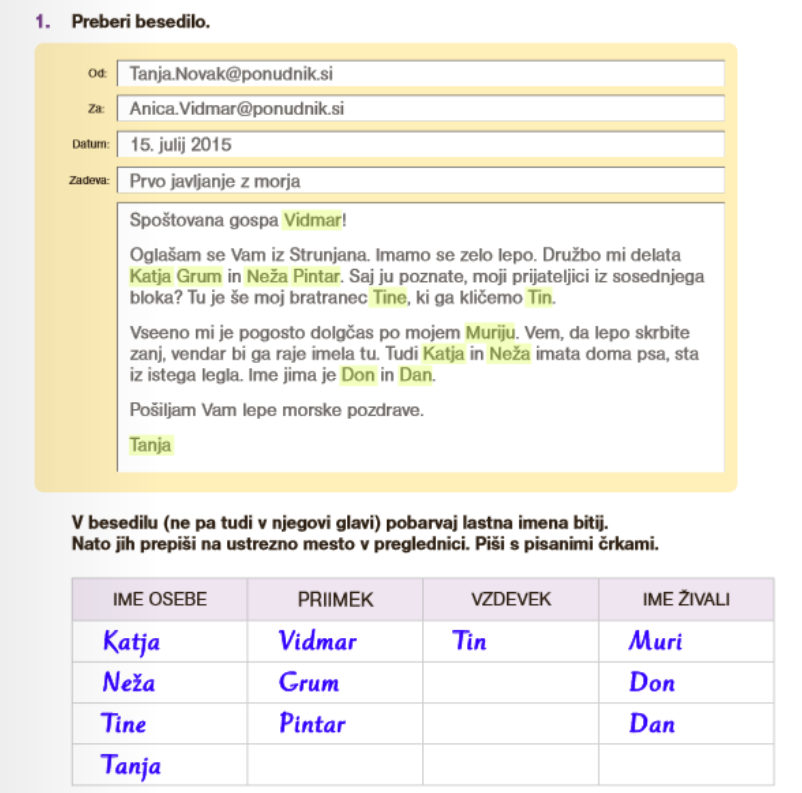 1. Preberi besedilo.
Od: Tanja.Novak@ponudnik.si
Za: Anica.Vidmar@ponudnik.si
Datum: 15. julij 2015
Zadeva: Prvo javljanje z morja
Spoštovana gospa Vidmar!
Oglašam se Vam iz Strunjana. Imamo se zelo lepo. Družbo mi delata
Katja Grum in Neža Pintar. Saj ju poznate, moji prijateljici iz sosednjega
bloka? Tu je še moj bratranec Tine, ki ga kličemo Tin.
Vseeno mi je pogosto dolgčas po mojem Muriju. Vem, da lepo skrbite
zanj, vendar bi ga raje imela tu. Tudi Katja in Neža imata doma psa, sta
iz istega legla. Ime jima je Don in Dan.
Pošiljam Vam lepe morske pozdrave.
Tanja
V besedilu (ne pa tudi v njegovi glavi) pobarvaj lastna imena bitij.
Nato jih prepiši na ustrezno mesto v preglednici. Piši s pisanimi črkami.
IME OSEBE PRIIMEK VZDEVEK IME ŽIVALI
Katja Vidmar Tin Muri
Neža Grum Don
Tine Pintar Dan
Tanja